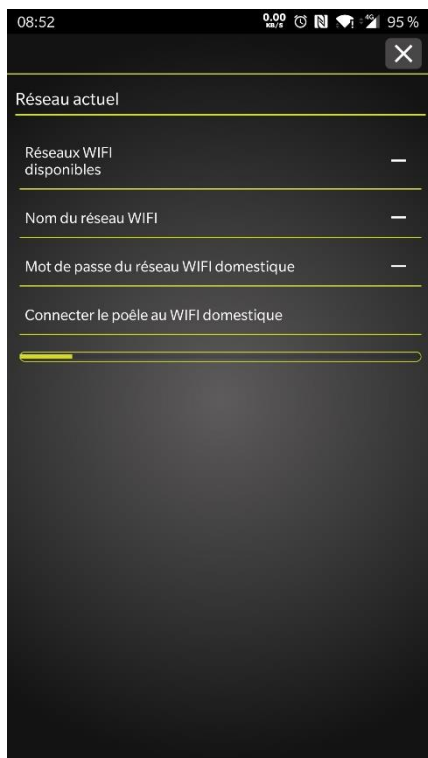 08:52 0.00 KB/S 4G 95 %
Réseau actuel
Réseaux WIFI
disponibles
Nom du réseau WIFI
Mot de passe du réseau WIFI domestique
Connecter le poêle au WIFI domestique